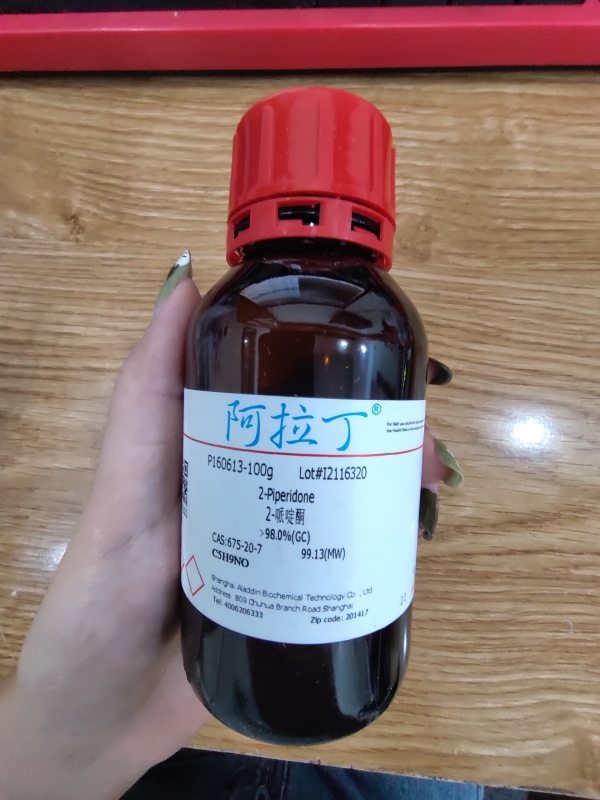 阿拉丁®
P160613-100g Lot#I2116320
2-Piperidone
2-哌啶酮
>98.0%(GC)
CAS:675-20-7 99.13(MW)
C5H9NO
Shanghai Aladdin Biochemical Technology Co., Ltd.
Address: 809 Chuhua Branch Road Shanghai
Tel: 4006206333 Zip code: 201417